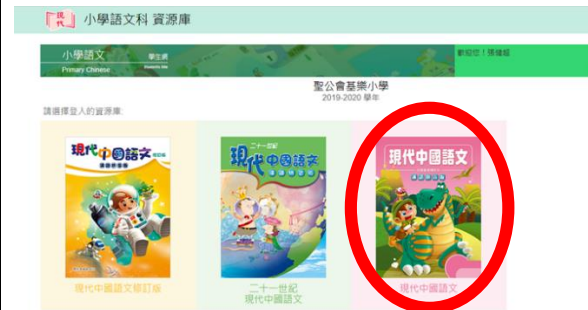 現代
小學語文科 資源庫
小學語文
學生網
Primary Chinese
歡迎您！張健超
聖公會基樂小學
2019-2020 學年
請選擇登入的資源庫:
現代中國語文
二十一世紀
現代中國語文
現代中國語文
現代中國語文修訂版
二十一世紀
現代中國語文
現代中國語文